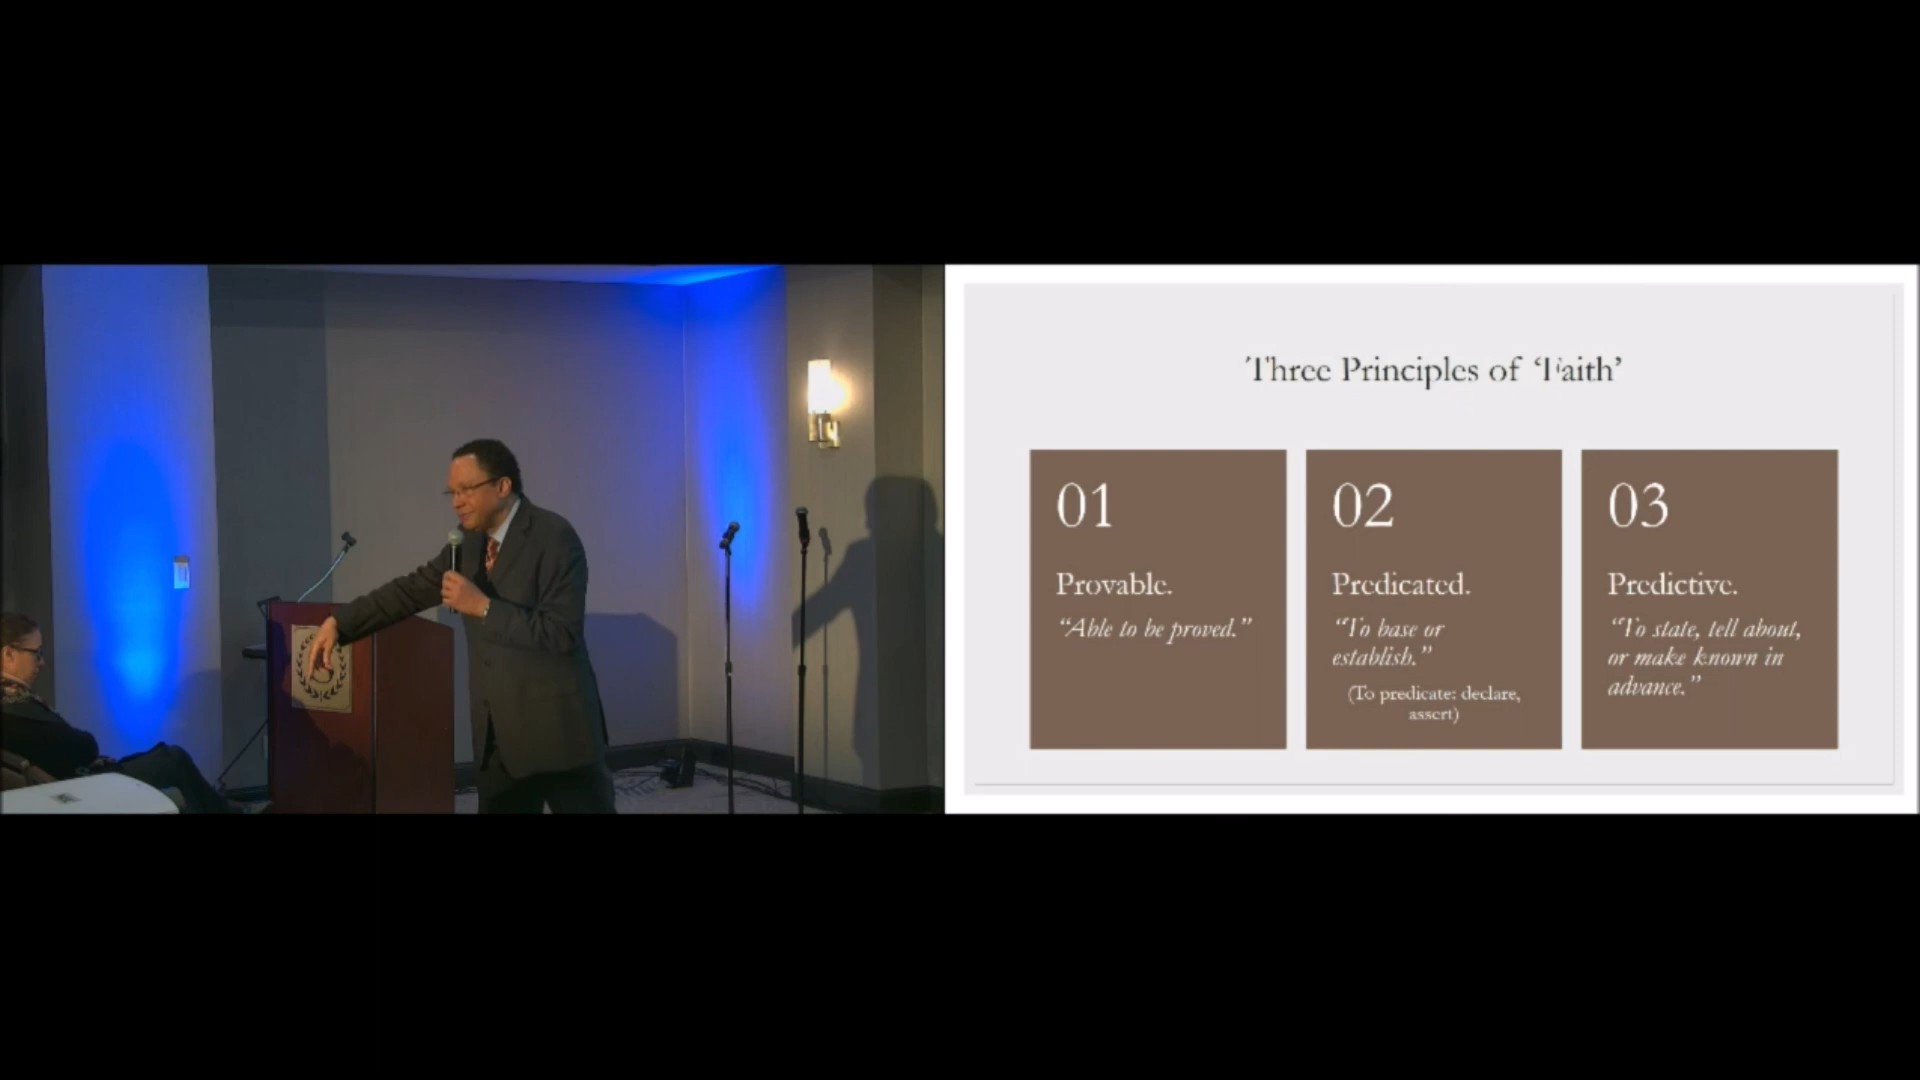 Three Principles of ‘Faith’
01
Provable.
“Able to be proved.”
02
Predicated.
“To base or
establish.”
(To predicate: declare,
assert)
03
Predictive.
“To state, tell about,
or make known in
advance.”